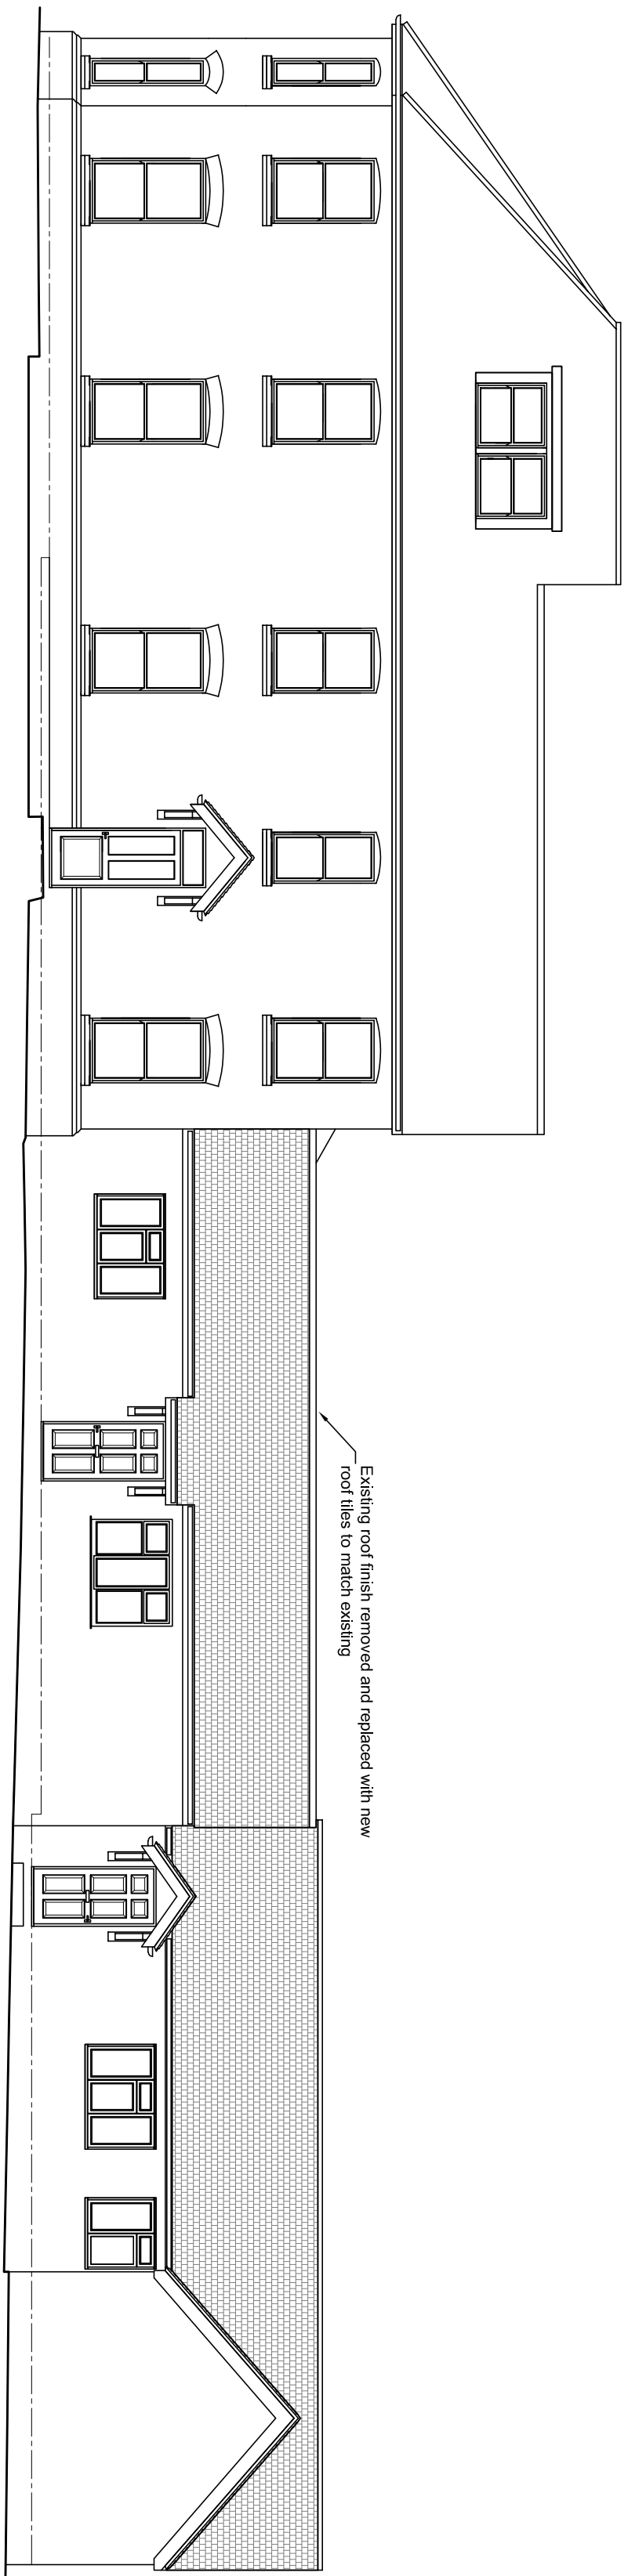 Existing roof finish removed and replaced with new
roof tiles to match existing